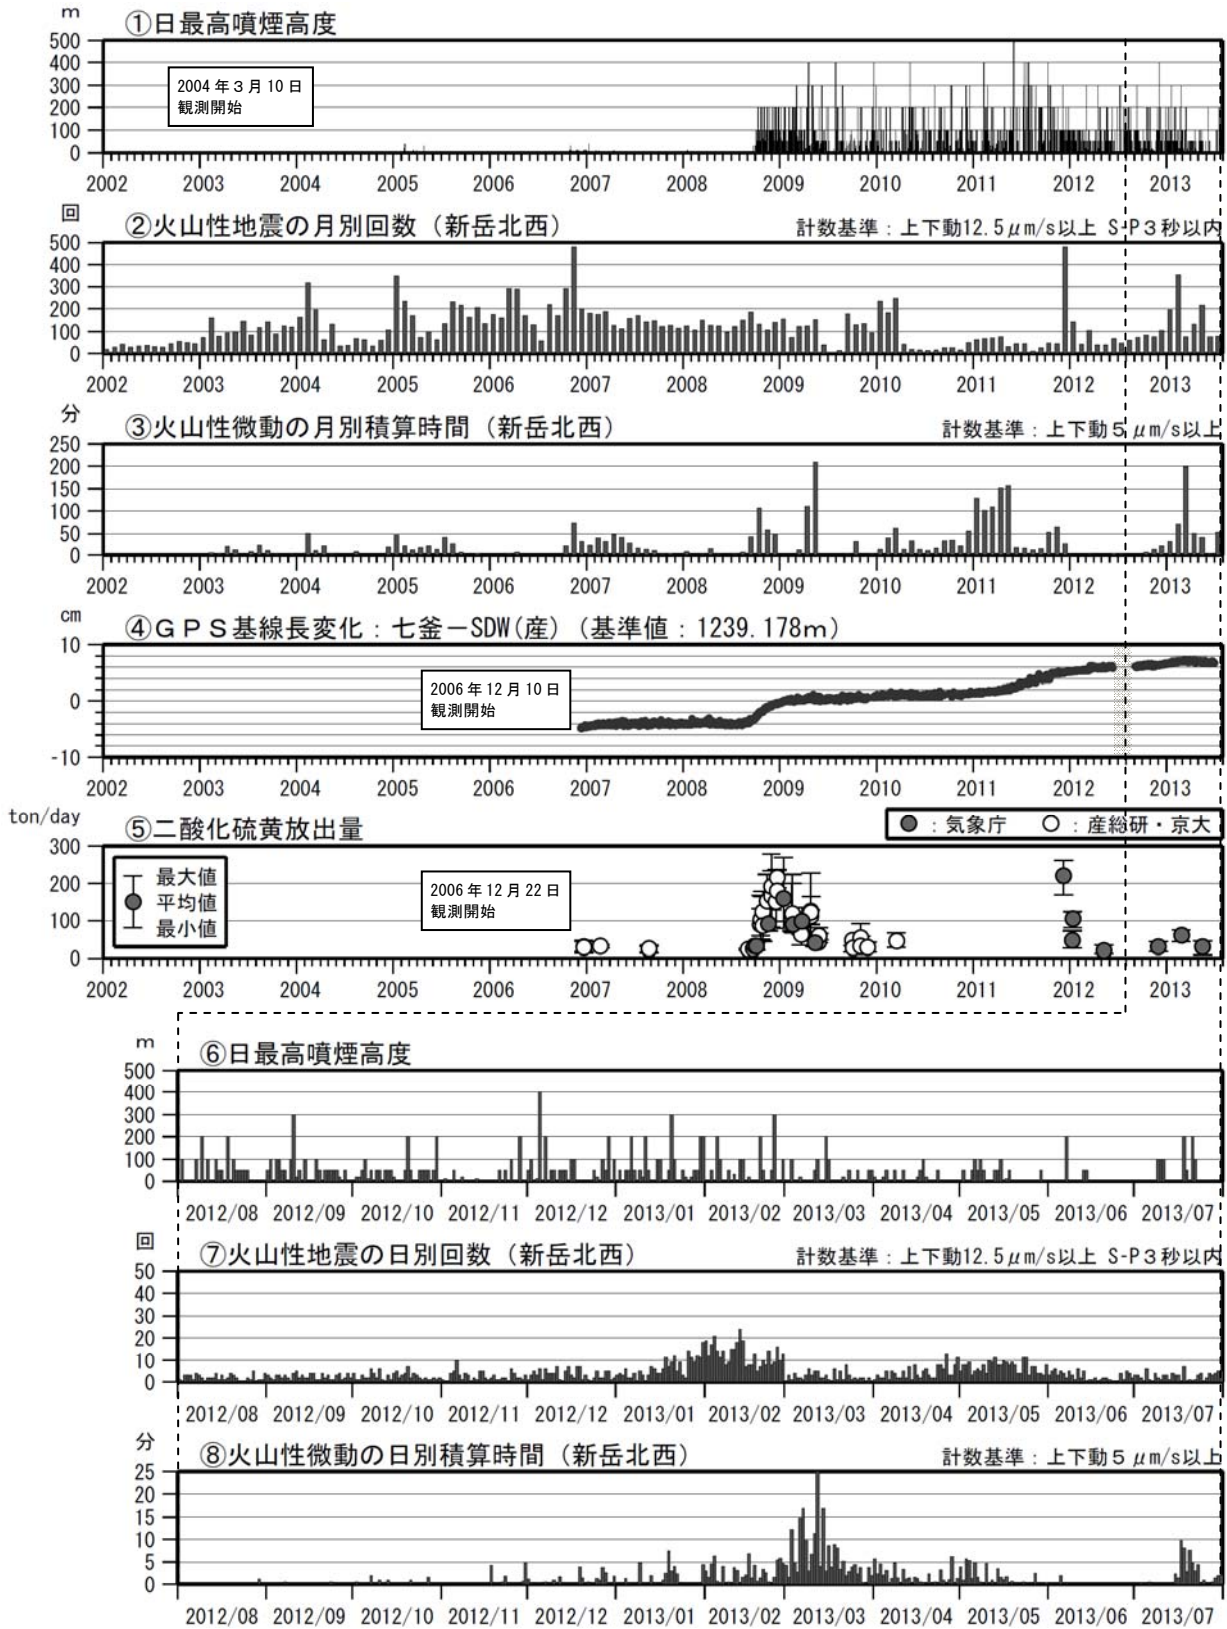 m
①日最高噴煙高度
500
400
300
200
100
0
2004年3月10日
観測開始
2002 2003 2004 2005 2006 2007 2008 2009 2010 2011 2012 2013
回
②火山性地震の月別回数（新岳北西）
計数基準：上下動12.5μm/s以上 S-P3秒以内
500
400
300
200
100
0
2002 2003 2004 2005 2006 2007 2008 2009 2010 2011 2012 2013
分
③火山性微動の月別積算時間（新岳北西）
計数基準：上下動5μm/s以上
250
200
150
100
50
0
2002 2003 2004 2005 2006 2007 2008 2009 2010 2011 2012 2013
cm
④GPS基線長変化：七釜－SDW(産)（基準値：1239.178m）
10
0
-10
2006年12月10日
観測開始
2002 2003 2004 2005 2006 2007 2008 2009 2010 2011 2012 2013
ton/day
⑤二酸化硫黄放出量
：気象庁 ：産総研・京大
300
200
100
0
最大値
平均値
最小値
2006年12月22日
観測開始
2002 2003 2004 2005 2006 2007 2008 2009 2010 2011 2012 2013
m
⑥日最高噴煙高度
500
400
300
200
100
0
2012/08 2012/09 2012/10 2012/11 2012/12 2013/01 2013/02 2013/03 2013/04 2013/05 2013/06 2013/07
回
⑦火山性地震の日別回数（新岳北西）
計数基準：上下動12.5μm/s以上 S-P3秒以内
50
40
30
20
10
0
2012/08 2012/09 2012/10 2012/11 2012/12 2013/01 2013/02 2013/03 2013/04 2013/05 2013/06 2013/07
分
⑧火山性微動の日別積算時間（新岳北西）
計数基準：上下動5μm/s以上
25
20
15
10
5
0
2012/08 2012/09 2012/10 2012/11 2012/12 2013/01 2013/02 2013/03 2013/04 2013/05 2013/06 2013/07